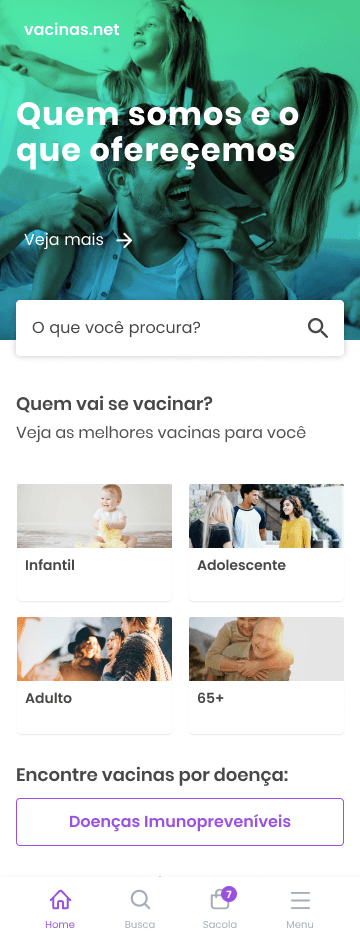 vacinas.net
Quem somos e o
que ofereçemos
Veja mais
O que você procura?
Quem vai se vacinar?
Veja as melhores vacinas para você
Infantil
Adolescente
Adulto
65+
Encontre vacinas por doença:
Doenças Imunopreveníveis
7
Home
Busca
Sacola
Menu